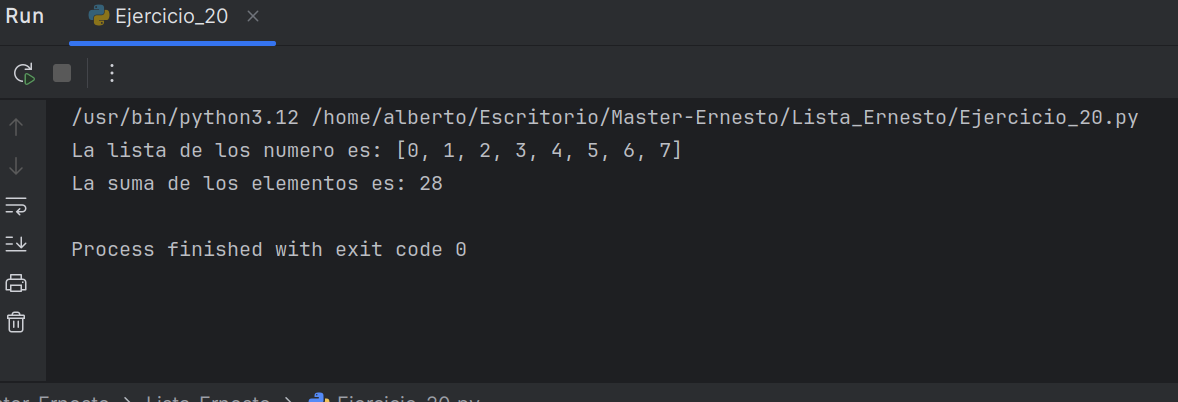 Run Ejercicio_20
/usr/bin/python3.12 /home/alberto/Escritorio/Master-Ernesto/Lista_Ernesto/Ejercicio_20.py
La lista de los numero es: [0, 1, 2, 3, 4, 5, 6, 7]
La suma de los elementos es: 28
Process finished with exit code 0
Lista_Ernesto > Ejercicio_20.py